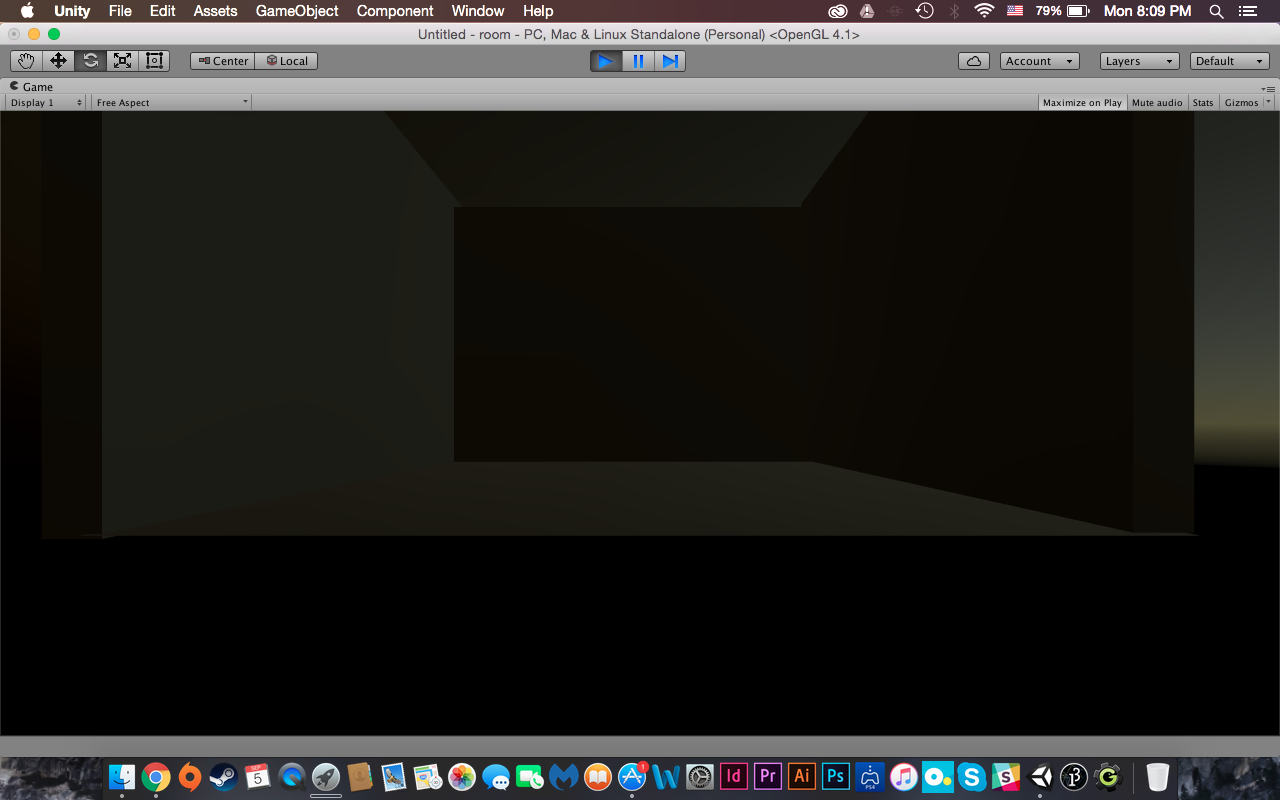 Unity File Edit Assets GameObject Component Window Help 79% Mon 8:09 PM
Untitled - room - PC, Mac & Linux Standalone (Personal) <OpenGL 4.1>
Center Local Account Layers Default
Game
Display 1 Free Aspect Maximize on Play Mute audio Stats Gizmos
SEP
5
1
Id Pr Ai Ps PS4 S S